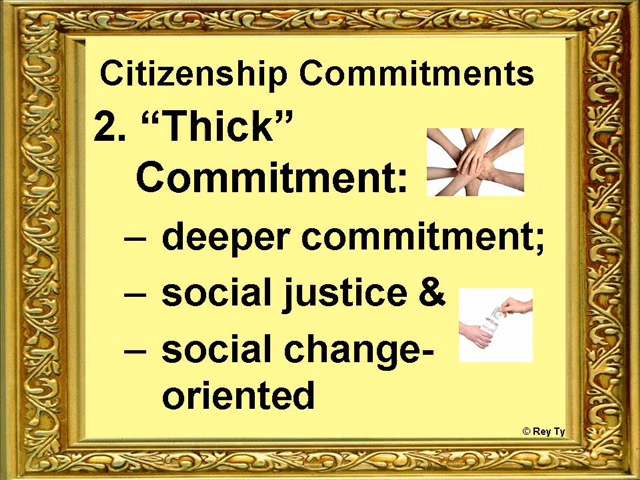 Citizenship Commitments
2. “Thick”
Commitment:
– deeper commitment;
– social justice &
– social change-
oriented
© Rey Ty